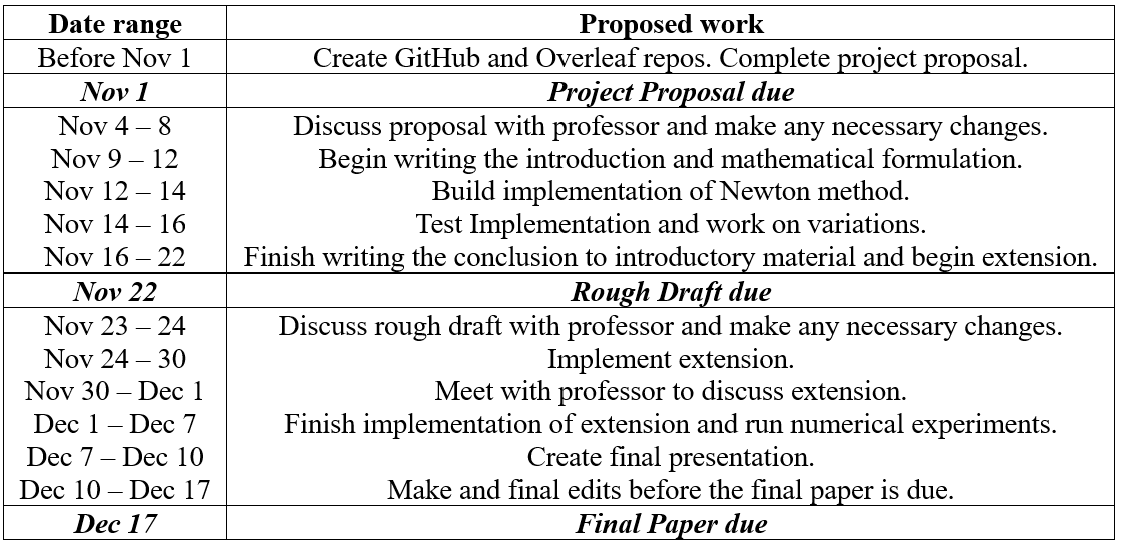 Date range Proposed work
Before Nov 1 Create GitHub and Overleaf repos. Complete project proposal.
Nov 1 Project Proposal due
Nov 4 – 8 Discuss proposal with professor and make any necessary changes.
Nov 9 – 12 Begin writing the introduction and mathematical formulation.
Nov 12 – 14 Build implementation of Newton method.
Nov 14 – 16 Test Implementation and work on variations.
Nov 16 – 22 Finish writing the conclusion to introductory material and begin extension.
Nov 22 Rough Draft due
Nov 23 – 24 Discuss rough draft with professor and make any necessary changes.
Nov 24 – 30 Implement extension.
Nov 30 – Dec 1 Meet with professor to discuss extension.
Dec 1 – Dec 7 Finish implementation of extension and run numerical experiments.
Dec 7 – Dec 10 Create final presentation.
Dec 10 – Dec 17 Make and final edits before the final paper is due.
Dec 17 Final Paper due